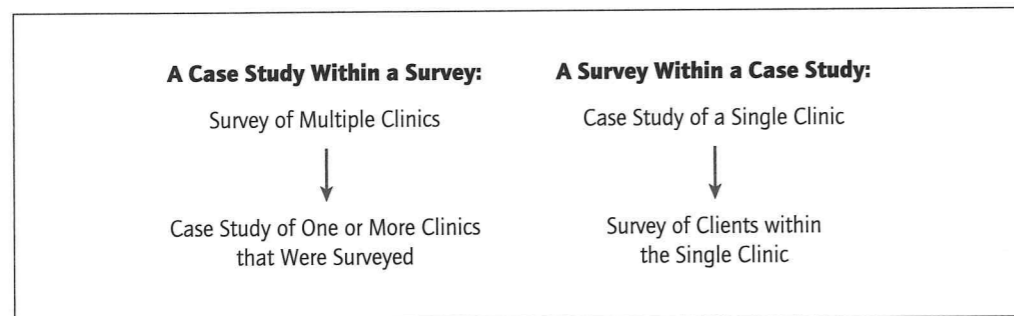 A Case Study Within a Survey:
Survey of Multiple Clinics
Case Study of One or More Clinics
that Were Surveyed
A Survey Within a Case Study:
Case Study of a Single Clinic
Survey of Clients within
the Single Clinic